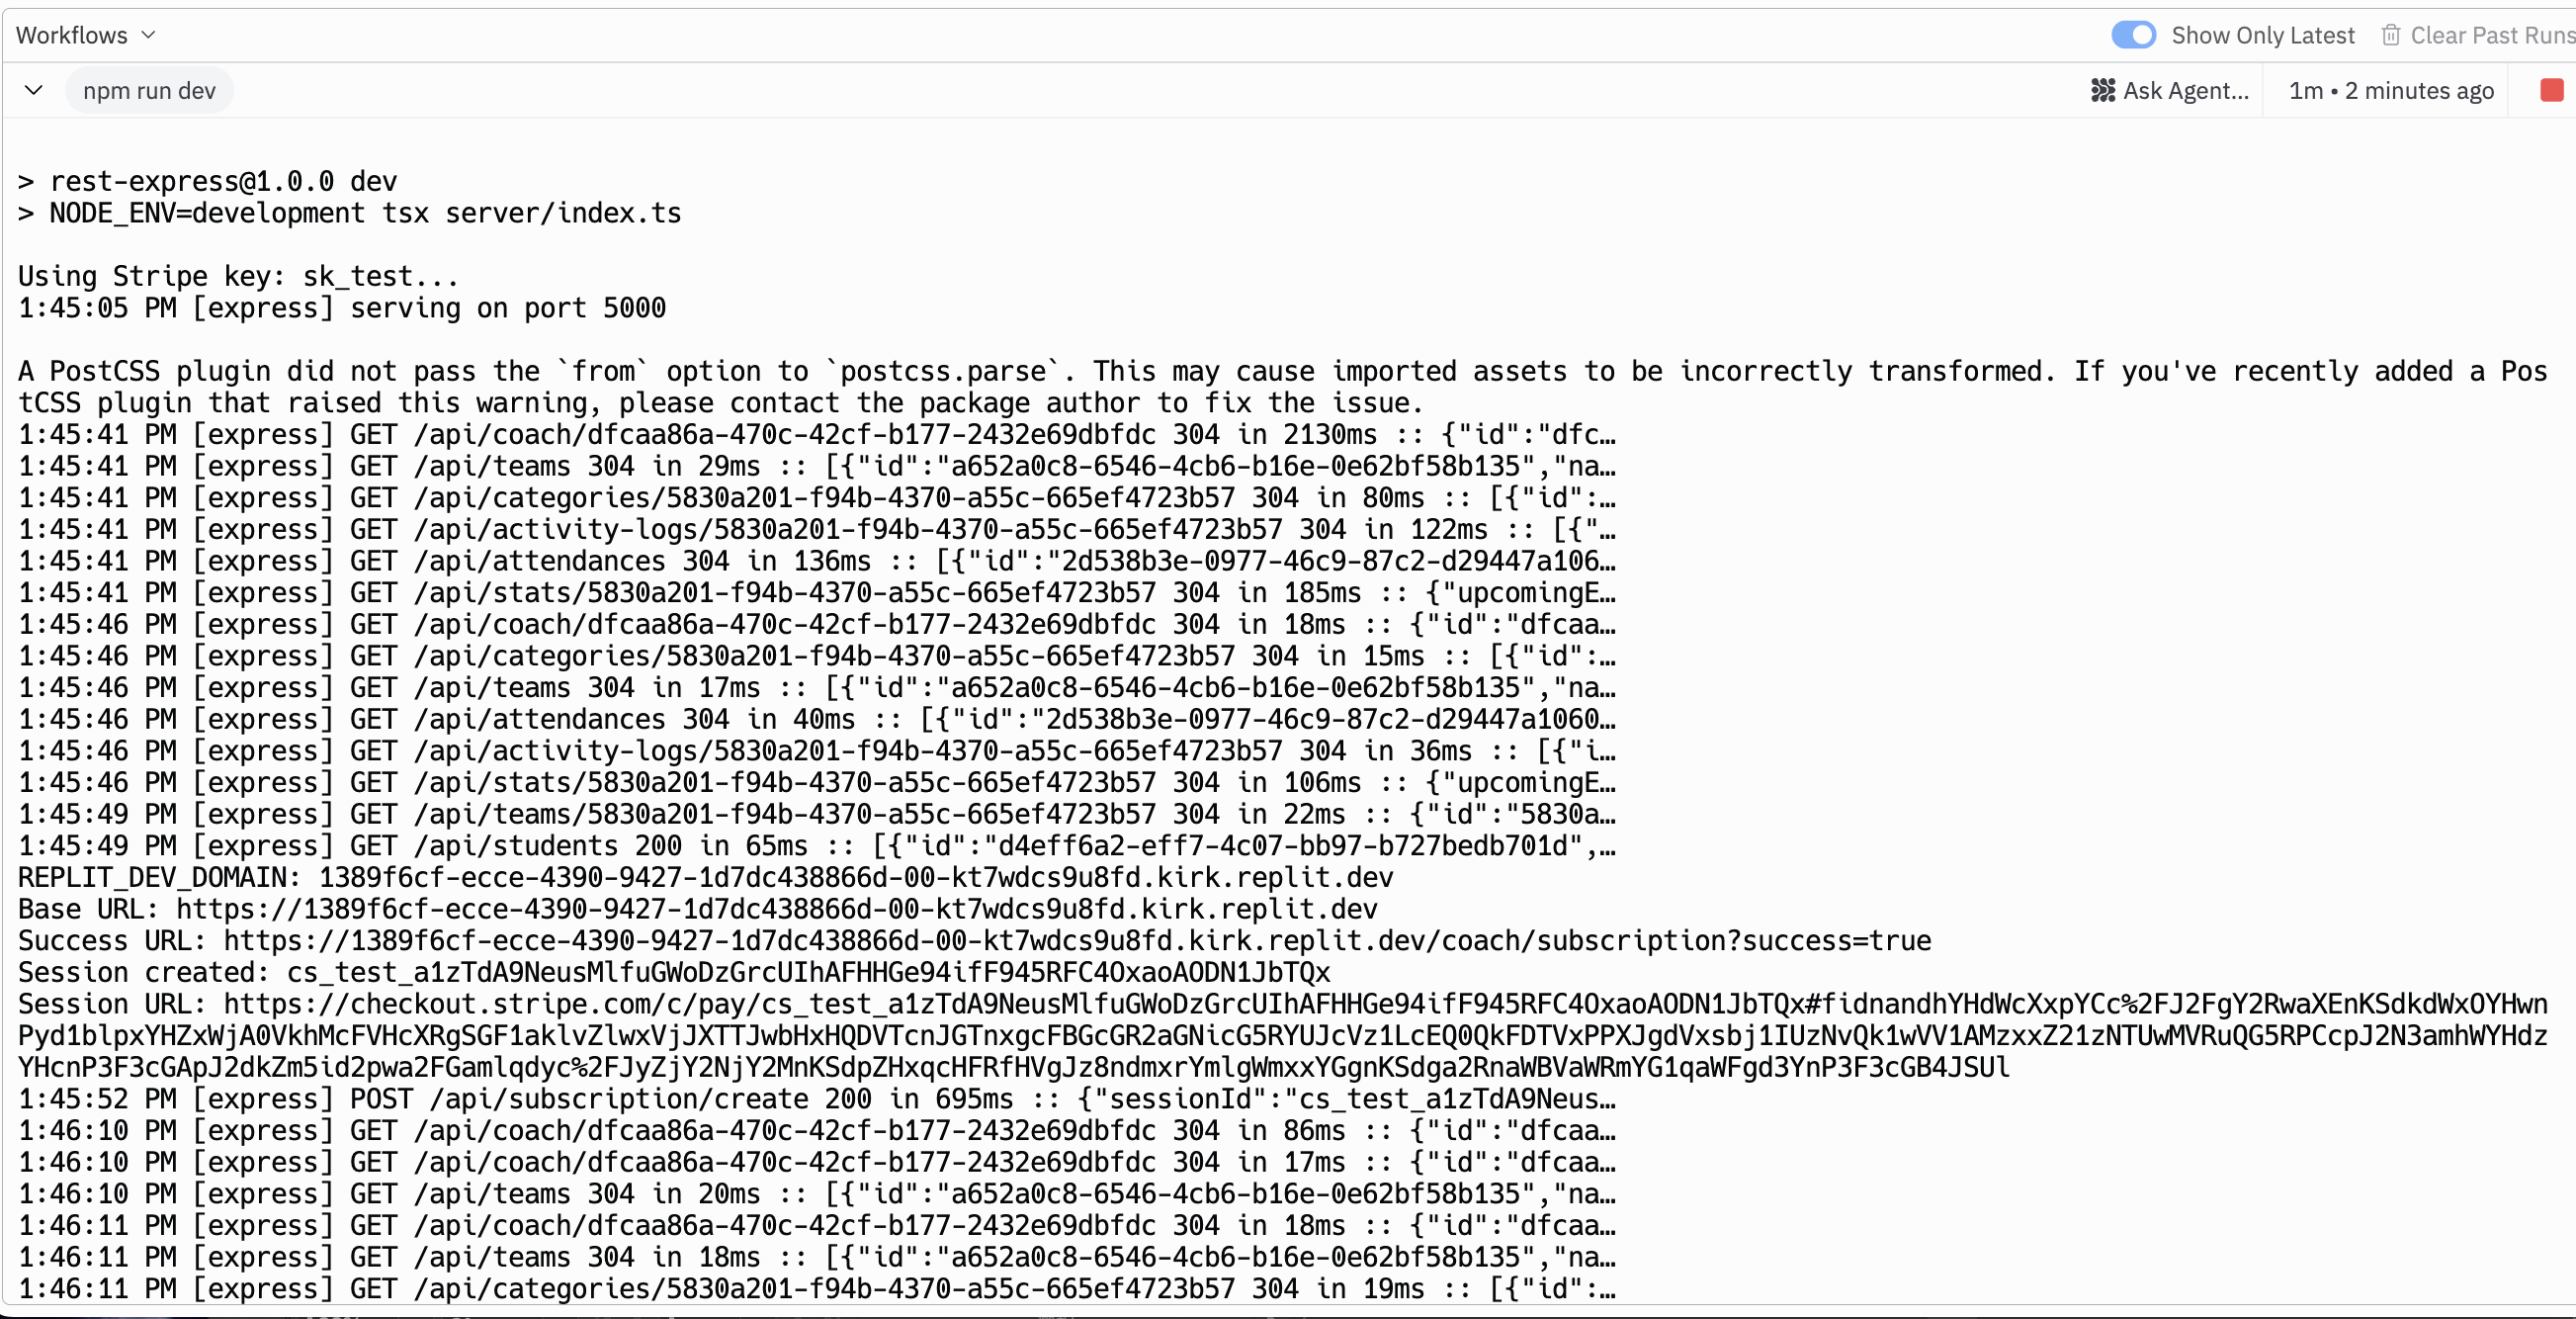 Workflows
Show Only Latest
Clear Past Runs
npm run dev
Ask Agent...
1m • 2 minutes ago
> rest-express@1.0.0 dev
> NODE_ENV=development tsx server/index.ts
Using Stripe key: sk_test...
1:45:05 PM [express] serving on port 5000
A PostCSS plugin did not pass the `from` option to `postcss.parse`. This may cause imported assets to be incorrectly transformed. If you've recently added a Pos
tCSS plugin that raised this warning, please contact the package author to fix the issue.
1:45:41 PM [express] GET /api/coach/dfcaa86a-470c-42cf-b177-2432e69dbfdc 304 in 2130ms :: {"id":"dfc…
1:45:41 PM [express] GET /api/teams 304 in 29ms :: [{"id":"a652a0c8-6546-4cb6-b16e-0e62bf58b135","na…
1:45:41 PM [express] GET /api/categories/5830a201-f94b-4370-a55c-665ef4723b57 304 in 80ms :: [{"id":…
1:45:41 PM [express] GET /api/activity-logs/5830a201-f94b-4370-a55c-665ef4723b57 304 in 122ms :: [{"…
1:45:41 PM [express] GET /api/attendances 304 in 136ms :: [{"id":"2d538b3e-0977-46c9-87c2-d29447a106…
1:45:41 PM [express] GET /api/stats/5830a201-f94b-4370-a55c-665ef4723b57 304 in 185ms :: {"upcomingE…
1:45:46 PM [express] GET /api/coach/dfcaa86a-470c-42cf-b177-2432e69dbfdc 304 in 18ms :: {"id":"dfcaa…
1:45:46 PM [express] GET /api/categories/5830a201-f94b-4370-a55c-665ef4723b57 304 in 15ms :: [{"id":…
1:45:46 PM [express] GET /api/teams 304 in 17ms :: [{"id":"a652a0c8-6546-4cb6-b16e-0e62bf58b135","na…
1:45:46 PM [express] GET /api/attendances 304 in 40ms :: [{"id":"2d538b3e-0977-46c9-87c2-d29447a1060…
1:45:46 PM [express] GET /api/activity-logs/5830a201-f94b-4370-a55c-665ef4723b57 304 in 36ms :: [{"i…
1:45:46 PM [express] GET /api/stats/5830a201-f94b-4370-a55c-665ef4723b57 304 in 106ms :: {"upcomingE…
1:45:49 PM [express] GET /api/teams/5830a201-f94b-4370-a55c-665ef4723b57 304 in 22ms :: {"id":"5830a…
1:45:49 PM [express] GET /api/students 200 in 65ms :: [{"id":"d4eff6a2-eff7-4c07-bb97-b727bedb701d",…
REPLIT_DEV_DOMAIN: 1389f6cf-ecce-4390-9427-1d7dc438866d-00-kt7wdcs9u8fd.kirk.replit.dev
Base URL: https://1389f6cf-ecce-4390-9427-1d7dc438866d-00-kt7wdcs9u8fd.kirk.replit.dev
Success URL: https://1389f6cf-ecce-4390-9427-1d7dc438866d-00-kt7wdcs9u8fd.kirk.replit.dev/coach/subscription?success=true
Session created: cs_test_a1zTdA9NeusMlfuGWoDzGrcUIhAFHHGe94ifF945RFC4OxaoAODN1JbTQx
Session URL: https://checkout.stripe.com/c/pay/cs_test_a1zTdA9NeusMlfuGWoDzGrcUIhAFHHGe94ifF945RFC4OxaoAODN1JbTQx#fidnandhYHdWcXxpYCc%2FJ2FgY2RwaXEnKSdkdWxOYHwn
Pyd1blpxYHZxWjA0VkhMcFVHcXRgSGF1aklvZlwxVjJXTTJwbHxHQDVTcnJGTnxgcFBGcGR2aGNicG5RYUJcVz1LcEQ0QkFDTVxPPXJgdVxsbj1IUzNvQk1wVV1AMzxxZ21zNTUwMVRuQG5RPCcpJ2N3amhWYHdz
YHcnP3F3cGApJ2dkZm5id2pwa2FGamlqdyc%2FJyZjY2NjY2MnKSdpZHxqcHFRfHVgJz8ndmxrYmlgWmxxYGgnKSdga2RnaWBVaWRmYG1qaWFgd3YnP3F3cGB4JSUl
1:45:52 PM [express] POST /api/subscription/create 200 in 695ms :: {"sessionId":"cs_test_a1zTdA9Neus…
1:46:10 PM [express] GET /api/coach/dfcaa86a-470c-42cf-b177-2432e69dbfdc 304 in 86ms :: {"id":"dfcaa…
1:46:10 PM [express] GET /api/coach/dfcaa86a-470c-42cf-b177-2432e69dbfdc 304 in 17ms :: {"id":"dfcaa…
1:46:10 PM [express] GET /api/teams 304 in 20ms :: [{"id":"a652a0c8-6546-4cb6-b16e-0e62bf58b135","na…
1:46:11 PM [express] GET /api/coach/dfcaa86a-470c-42cf-b177-2432e69dbfdc 304 in 18ms :: {"id":"dfcaa…
1:46:11 PM [express] GET /api/teams 304 in 18ms :: [{"id":"a652a0c8-6546-4cb6-b16e-0e62bf58b135","na…
1:46:11 PM [express] GET /api/categories/5830a201-f94b-4370-a55c-665ef4723b57 304 in 19ms :: [{"id":…